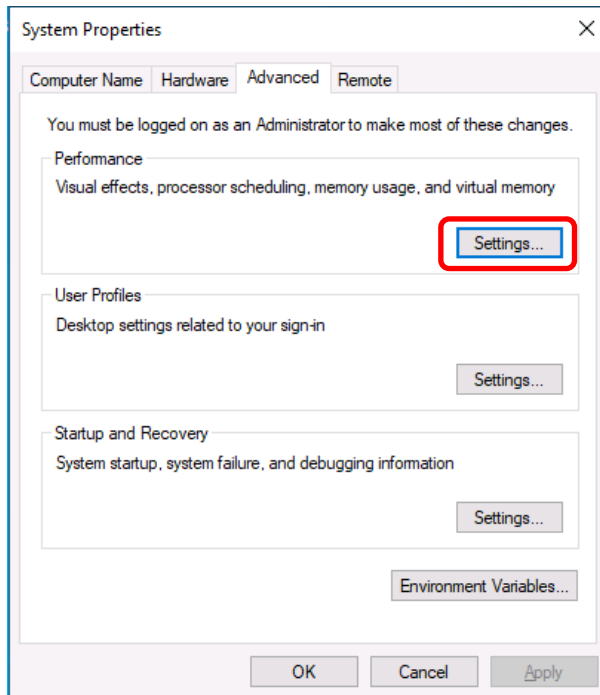 System Properties
Computer Name Hardware Advanced Remote
You must be logged on as an Administrator to make most of these changes.
Performance
Visual effects, processor scheduling, memory usage, and virtual memory
Settings...
User Profiles
Desktop settings related to your sign-in
Settings...
Startup and Recovery
System startup, system failure, and debugging information
Settings...
Environment Variables...
OK Cancel Apply